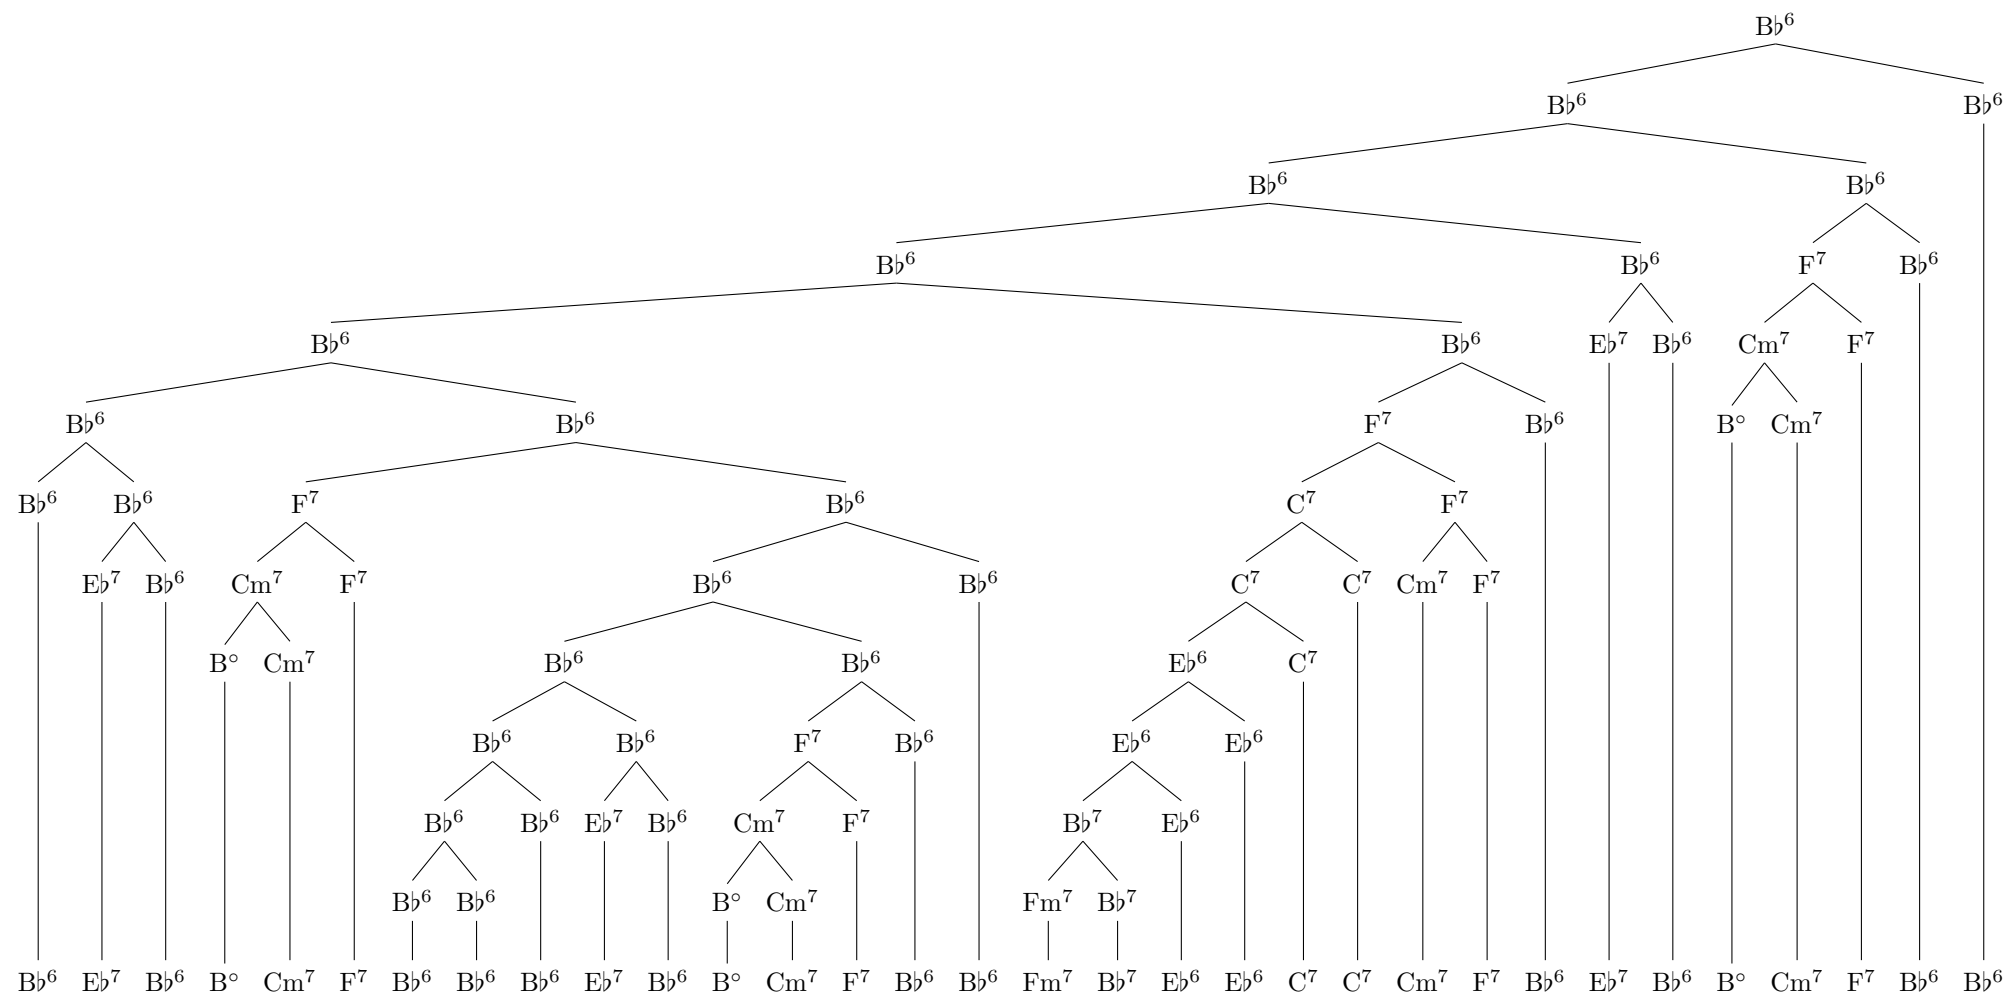 B♭⁶
B♭⁶ B♭⁶
B♭⁶ B♭⁶
B♭⁶ B♭⁶ F⁷ B♭⁶
B♭⁶ B♭⁶ E♭⁷ B♭⁶ Cm⁷ F⁷
B♭⁶ B♭⁶ F⁷ B♭⁶ B° Cm⁷
B♭⁶ B♭⁶ F⁷ B♭⁶ C⁷ F⁷
E♭⁷ B♭⁶ Cm⁷ F⁷ B♭⁶ B♭⁶ C⁷ C⁷ Cm⁷ F⁷
B° Cm⁷ B♭⁶ B♭⁶ E♭⁶ C⁷
B♭⁶ B♭⁶ F⁷ B♭⁶ E♭⁶ E♭⁶
B♭⁶ B♭⁶ E♭⁷ B♭⁶ Cm⁷ F⁷ B♭⁷ E♭⁶
B♭⁶ B♭⁶ B° Cm⁷ Fm⁷ B♭⁷
B♭⁶ E♭⁷ B♭⁶ B° Cm⁷ F⁷ B♭⁶ B♭⁶ B♭⁶ E♭⁷ B♭⁶ B° Cm⁷ F⁷ B♭⁶ B♭⁶ Fm⁷ B♭⁷ E♭⁶ E♭⁶ C⁷ C⁷ Cm⁷ F⁷ B♭⁶ E♭⁷ B♭⁶ B° Cm⁷ F⁷ B♭⁶ B♭⁶